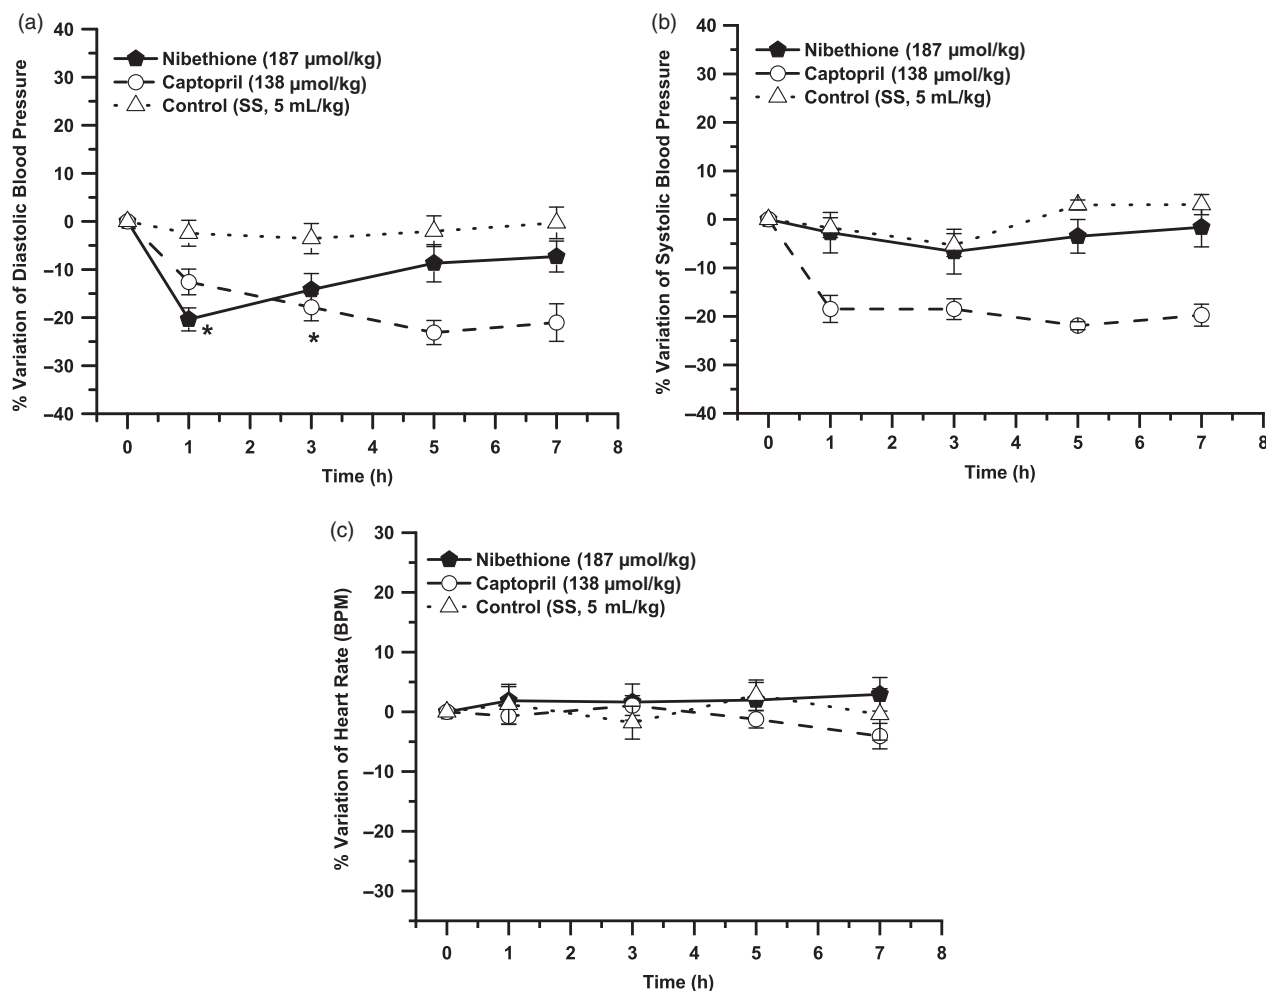 (a)
% Variation of Diastolic Blood Pressure
40
30
20
10
0
–10
–20
–30
–40
Nibethione (187 µmol/kg)
Captopril (138 µmol/kg)
Control (SS, 5 mL/kg)
*
*
0 1 2 3 4 5 6 7 8
Time (h)
(b)
% Variation of Systolic Blood Pressure
40
30
20
10
0
–10
–20
–30
–40
Nibethione (187 µmol/kg)
Captopril (138 µmol/kg)
Control (SS, 5 mL/kg)
0 1 2 3 4 5 6 7 8
Time (h)
(c)
% Variation of Heart Rate (BPM)
30
20
10
0
–10
–20
–30
Nibethione (187 µmol/kg)
Captopril (138 µmol/kg)
Control (SS, 5 mL/kg)
0 1 2 3 4 5 6 7 8
Time (h)